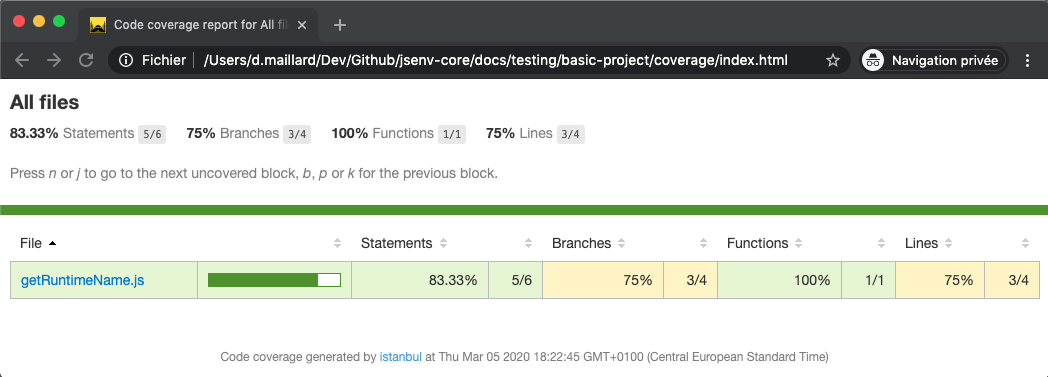 Code coverage report for All fil
Fichier | /Users/d.maillard/Dev/Github/jsenv-core/docs/testing/basic-project/coverage/index.html Navigation privée
All files
83.33% Statements 5/6 75% Branches 3/4 100% Functions 1/1 75% Lines 3/4
Press n or j to go to the next uncovered block, b, p or k for the previous block.
File Statements Branches Functions Lines
getRuntimeName.js 83.33% 5/6 75% 3/4 100% 1/1 75% 3/4
Code coverage generated by istanbul at Thu Mar 05 2020 18:22:45 GMT+0100 (Central European Standard Time)